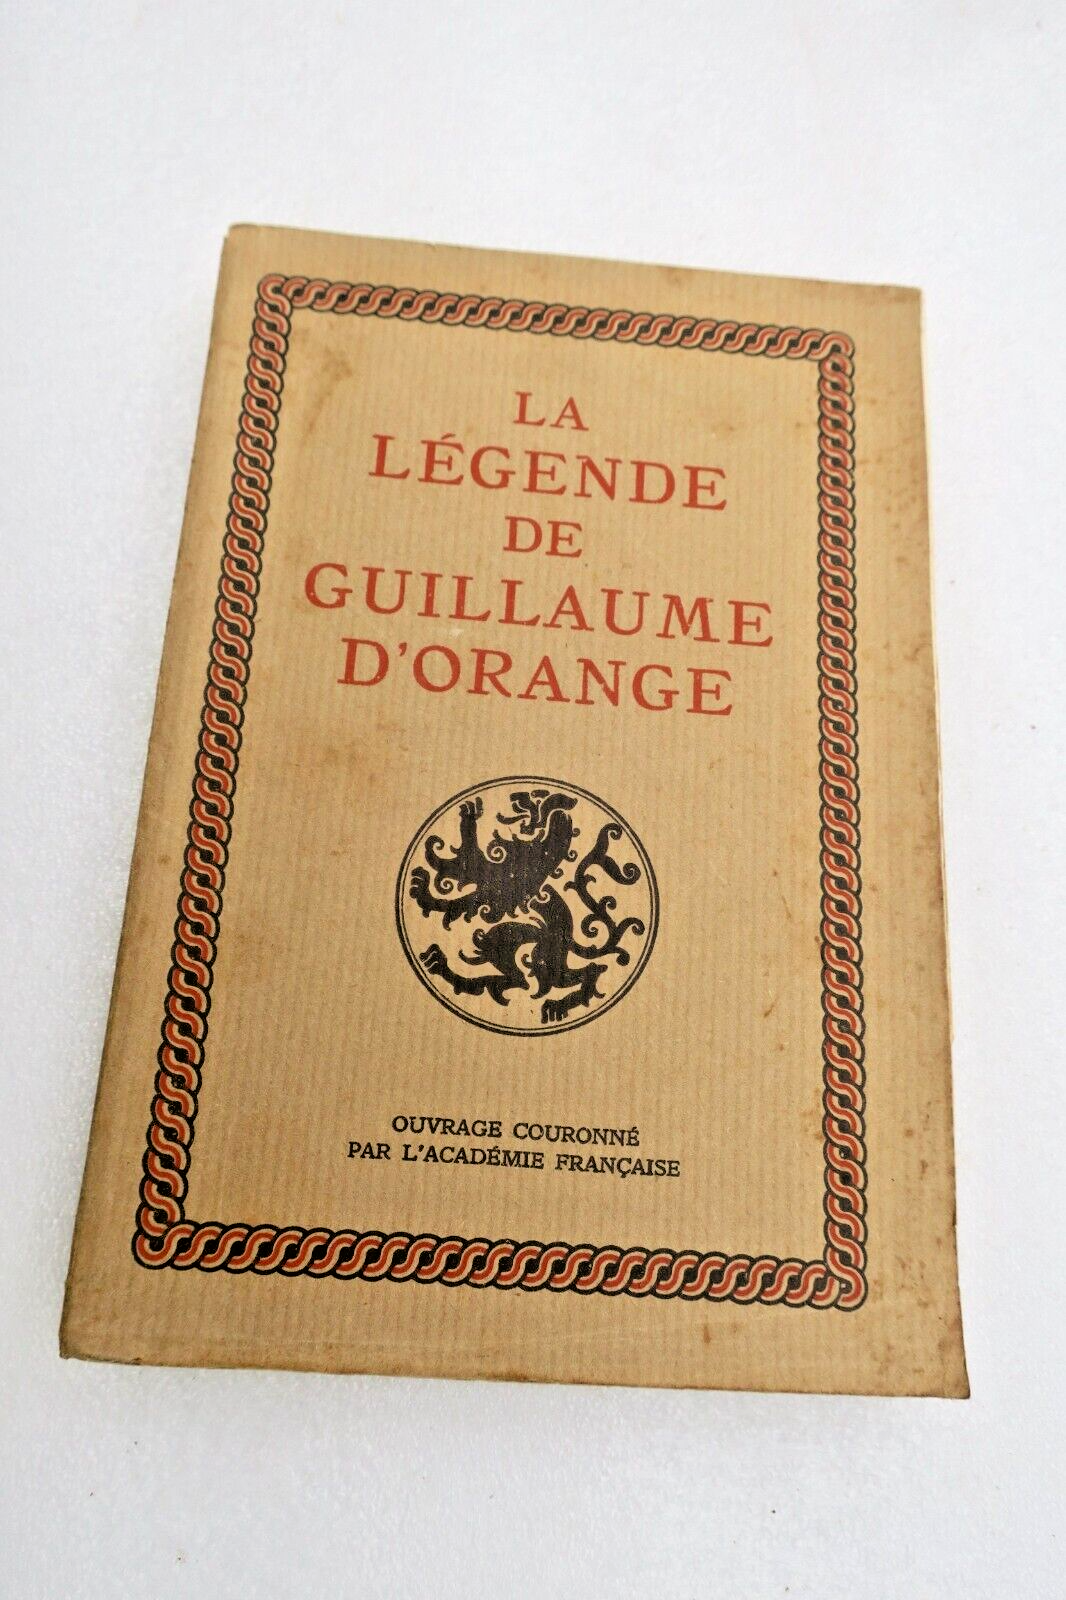 LA
LÉGENDE
DE
GUILLAUME
D'ORANGE
OUVRAGE COURONNÉ
PAR L'ACADÉMIE FRANÇAISE